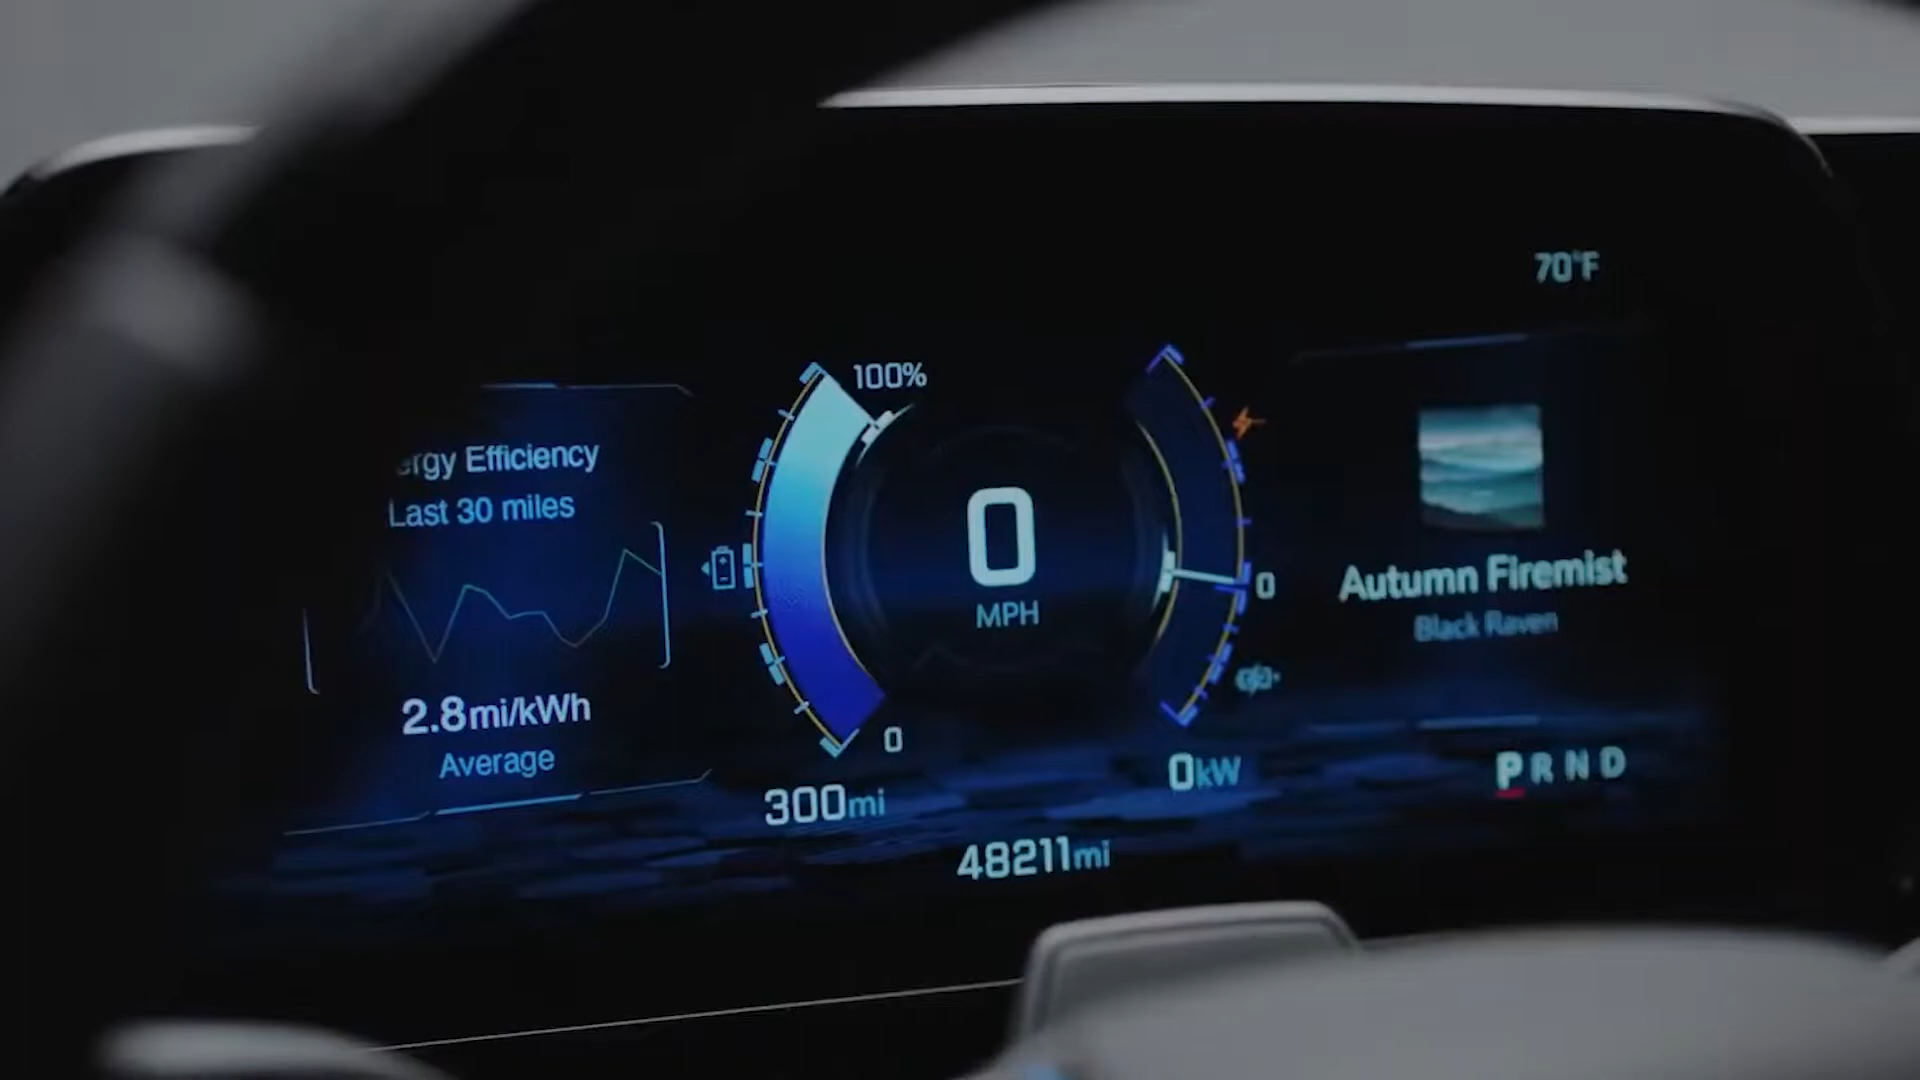 70°F
ergy Efficiency
Last 30 miles
2.8mi/kWh
Average
100%
0
300mi
0
MPH
0
0kW
48211mi
Autumn Firemist
Black Raven
P R N D